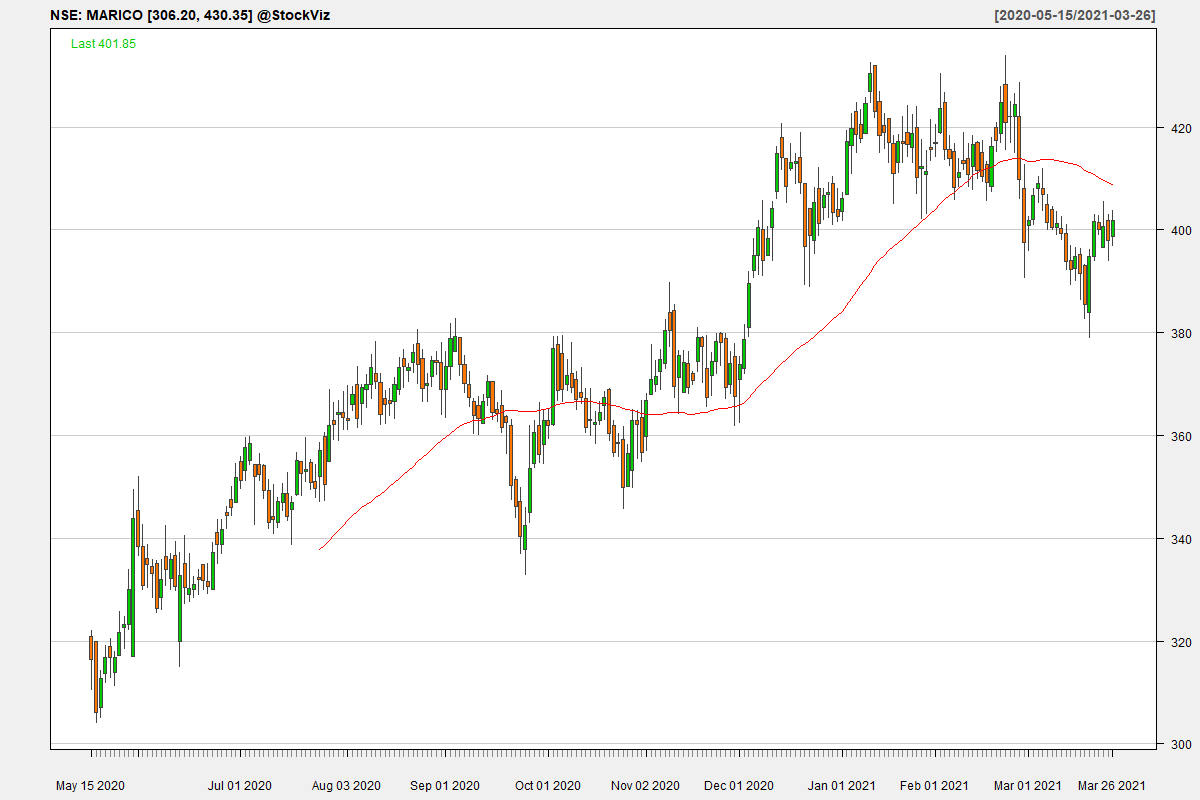 NSE: MARICO [306.20, 430.35] @StockViz
[2020-05-15/2021-03-26]
Last 401.85
420
400
380
360
340
320
300
May 15 2020
Jul 01 2020
Aug 03 2020
Sep 01 2020
Oct 01 2020
Nov 02 2020
Dec 01 2020
Jan 01 2021
Feb 01 2021
Mar 01 2021
Mar 26 2021